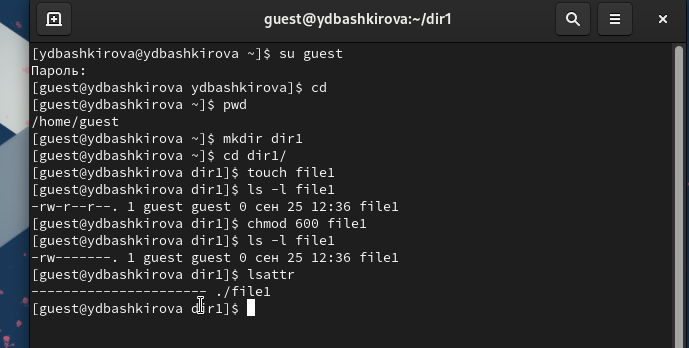 guest@ydbashkirova:~/dir1
[ydbashkirova@ydbashkirova ~]$ su guest
Пароль:
[guest@ydbashkirova ydbashkirova]$ cd
[guest@ydbashkirova ~]$ pwd
/home/guest
[guest@ydbashkirova ~]$ mkdir dir1
[guest@ydbashkirova ~]$ cd dir1/
[guest@ydbashkirova dir1]$ touch file1
[guest@ydbashkirova dir1]$ ls -l file1
-rw-r--r--. 1 guest guest 0 сен 25 12:36 file1
[guest@ydbashkirova dir1]$ chmod 600 file1
[guest@ydbashkirova dir1]$ ls -l file1
-rw-------. 1 guest guest 0 сен 25 12:36 file1
[guest@ydbashkirova dir1]$ lsattr
---------------------- ./file1
[guest@ydbashkirova dir1]$